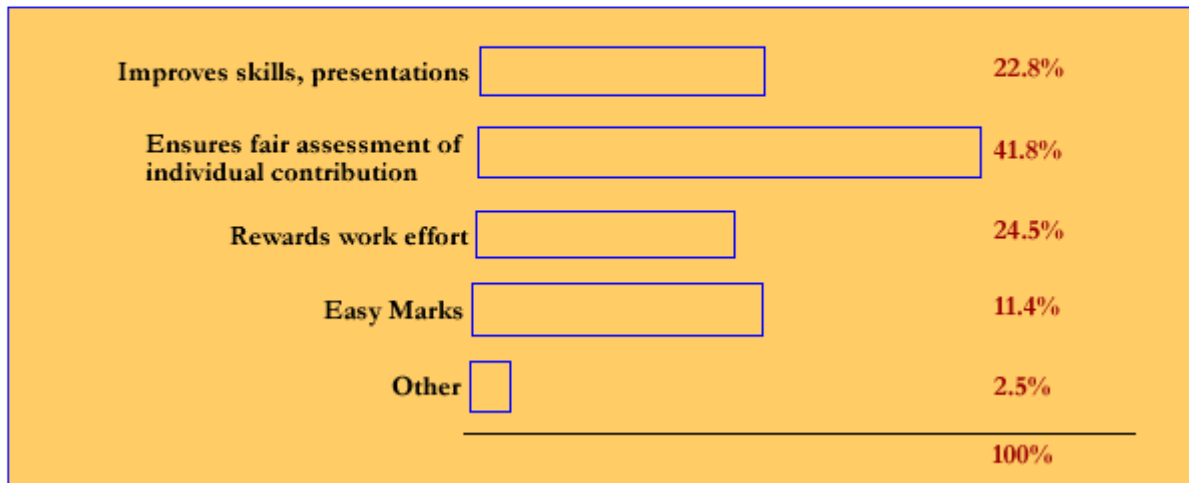 Improves skills, presentations 22.8%
Ensures fair assessment of
individual contribution 41.8%
Rewards work effort 24.5%
Easy Marks 11.4%
Other 2.5%
100%